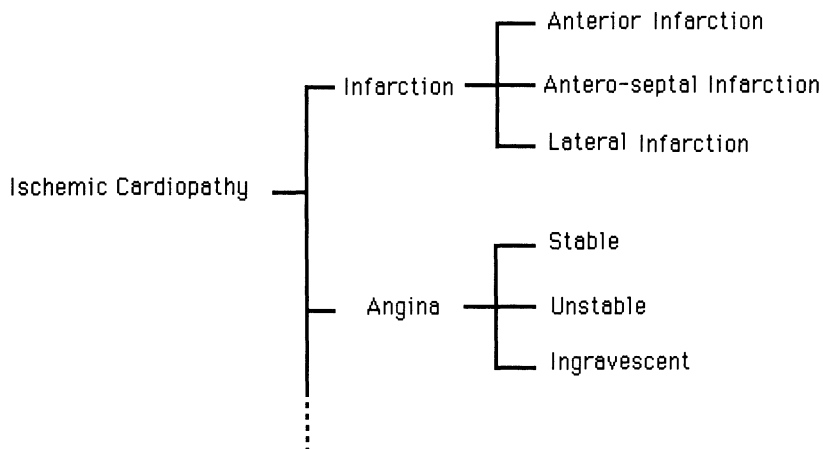 Anterior Infarction
Infarction
Antero-septal Infarction
Lateral Infarction
Ischemic Cardiopathy
Stable
Angina
Unstable
Ingravescent